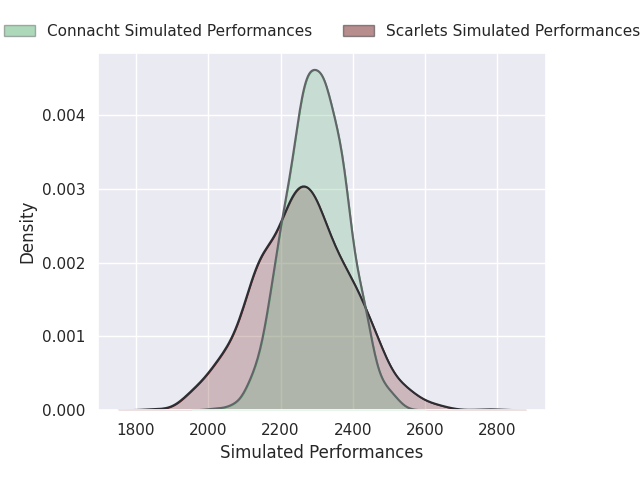 Connacht Simulated Performances
Scarlets Simulated Performances
Density
0.004
0.003
0.002
0.001
0.000
1800 2000 2200 2400 2600 2800
Simulated Performances